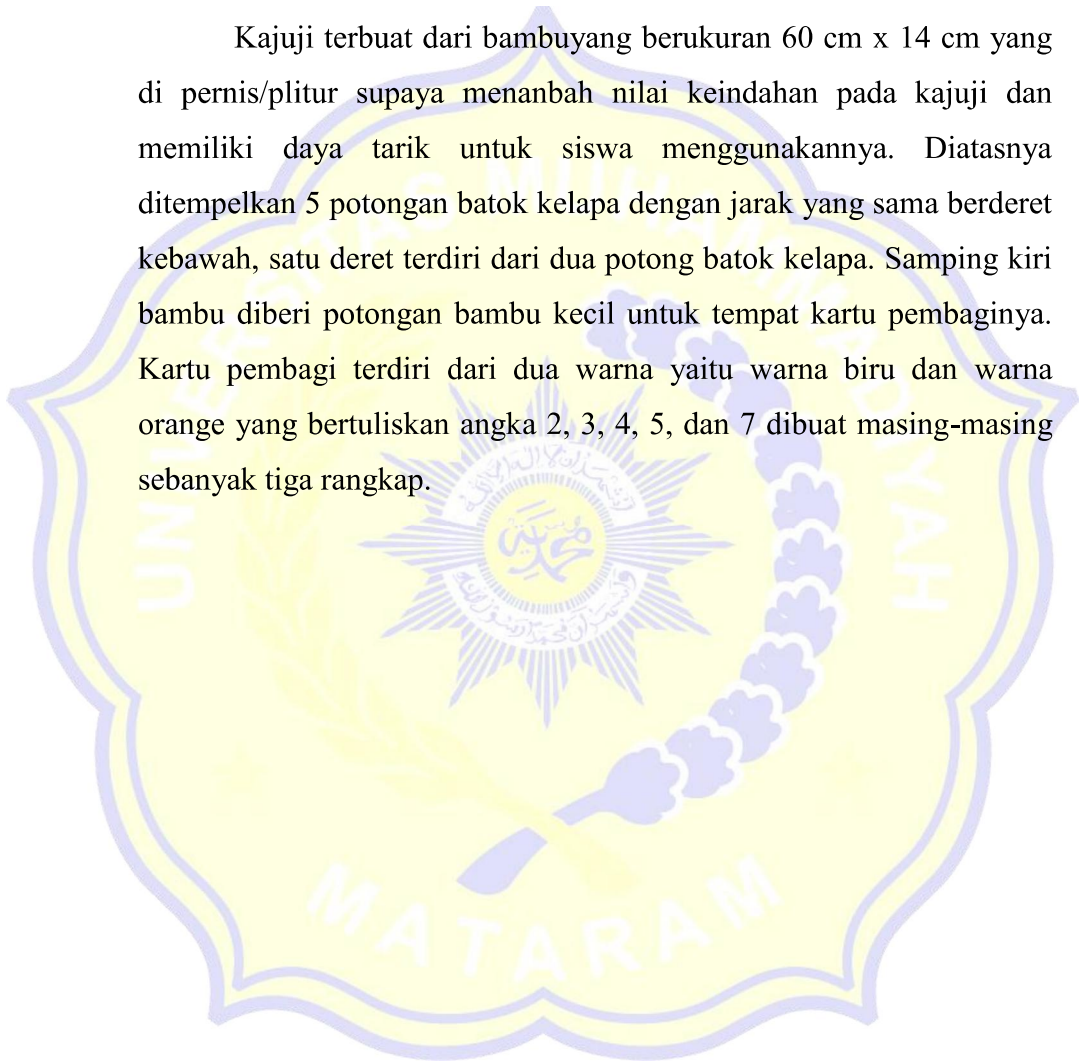 Kajuji terbuat dari bambuyang berukuran 60 cm x 14 cm yang
di pernis/plitur supaya menanbah nilai keindahan pada kajuji dan
memiliki daya tarik untuk siswa menggunakannya. Diatasnya
ditempelkan 5 potongan batok kelapa dengan jarak yang sama berderet
kebawah, satu deret terdiri dari dua potong batok kelapa. Samping kiri
bambu diberi potongan bambu kecil untuk tempat kartu pembaginya.
Kartu pembagi terdiri dari dua warna yaitu warna biru dan warna
orange yang bertuliskan angka 2, 3, 4, 5, dan 7 dibuat masing-masing
sebanyak tiga rangkap.
UNIVERSITAS MUHAMMADIYAH
MATARAM